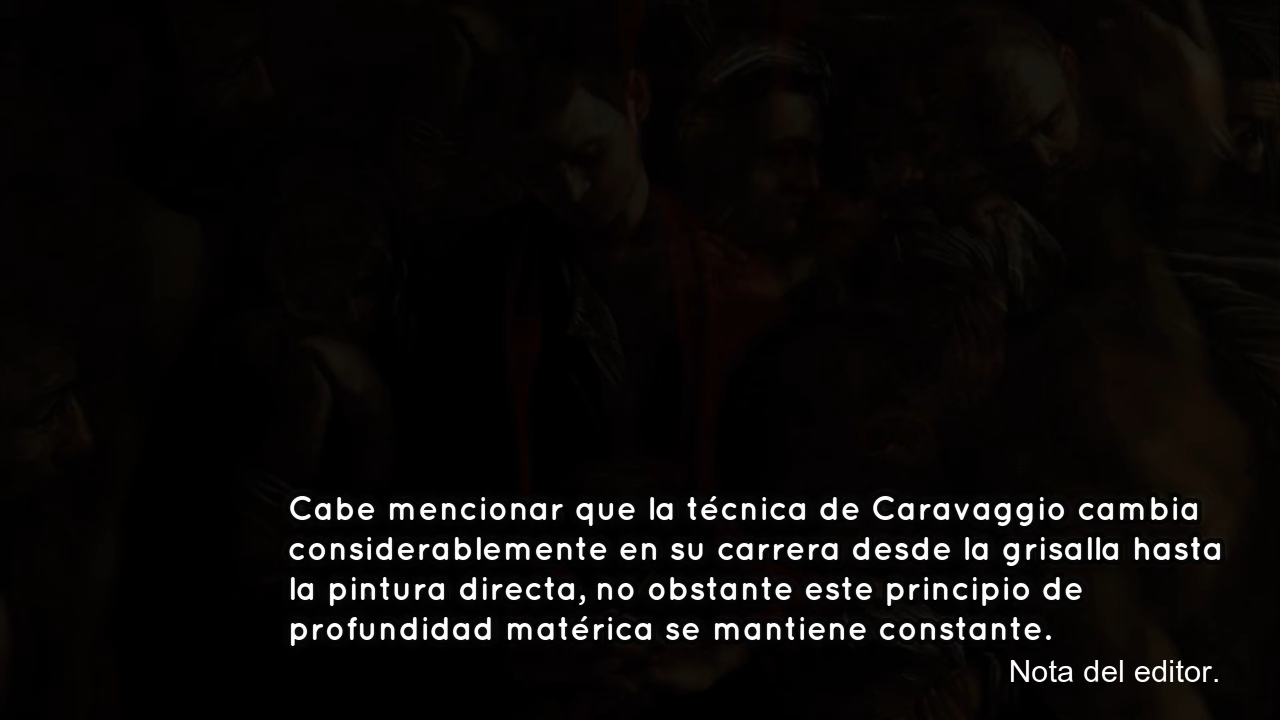 Cabe mencionar que la técnica de Caravaggio cambia
considerablemente en su carrera desde la grisalla hasta
la pintura directa, no obstante este principio de
profundidad matérica se mantiene constante.
Nota del editor.